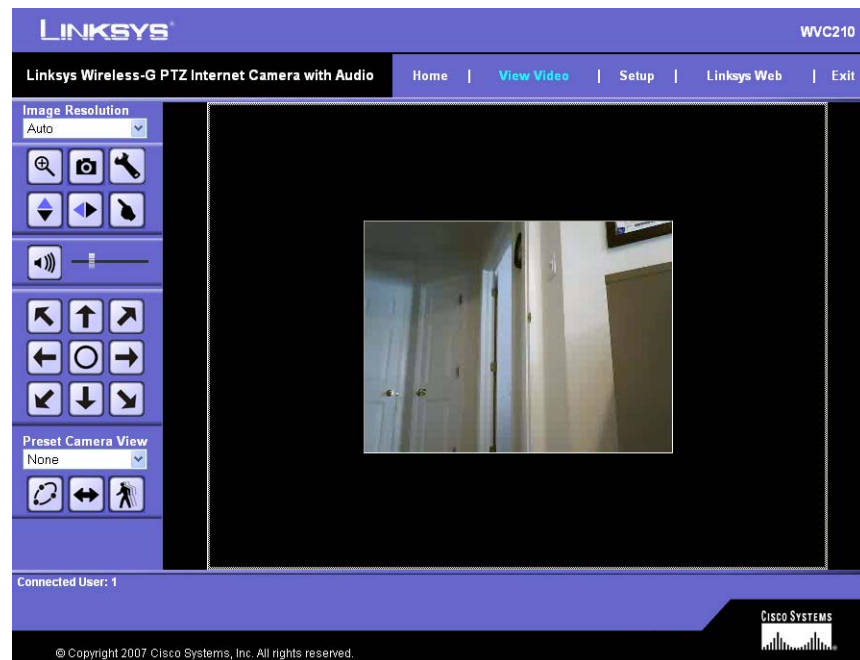 LINKSYS®
WVC210
Linksys Wireless-G PTZ Internet Camera with Audio
Home | View Video | Setup | Linksys Web | Exit
Image Resolution
Auto
Preset Camera View
None
Connected User: 1
CISCO SYSTEMS
© Copyright 2007 Cisco Systems, Inc. All rights reserved.